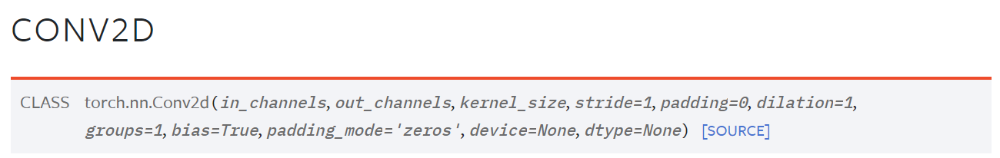 CONV2D
CLASS torch.nn.Conv2d(in_channels, out_channels, kernel_size, stride=1, padding=0, dilation=1,
groups=1, bias=True, padding_mode='zeros', device=None, dtype=None) [SOURCE]